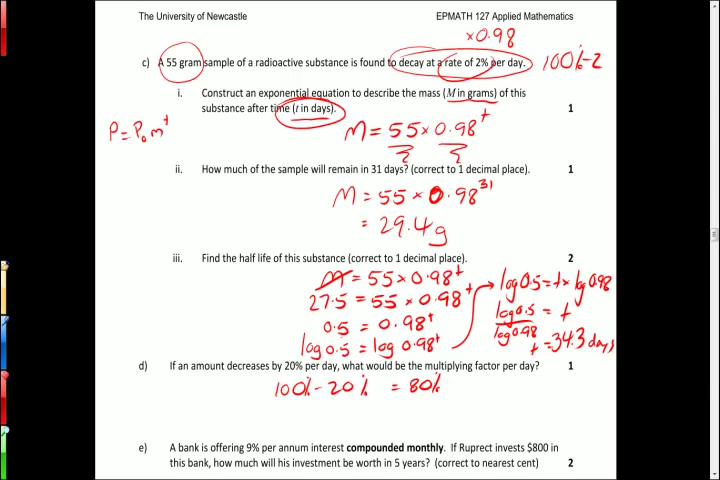 The University of Newcastle EPMATH 127 Applied Mathematics
×0.98
c) A 55 gram sample of a radioactive substance is found to decay at a rate of 2% per day. 100%-2
i. Construct an exponential equation to describe the mass (M in grams) of this
substance after time (t in days). 1
P = P₀mᵗ
M = 55 × 0.98ᵗ
ii. How much of the sample will remain in 31 days? (correct to 1 decimal place). 1
M = 55 × 0.98³¹
= 29.4g
iii. Find the half life of this substance (correct to 1 decimal place). 2
M = 55 × 0.98ᵗ
27.5 = 55 × 0.98ᵗ
0.5 = 0.98ᵗ
log 0.5 = log 0.98ᵗ
log 0.5 = t × log 0.98
log 0.5 / log 0.98 = t
t = 34.3 days
d) If an amount decreases by 20% per day, what would be the multiplying factor per day? 1
100% - 20% = 80%
e) A bank is offering 9% per annum interest compounded monthly. If Ruprect invests $800 in
this bank, how much will his investment be worth in 5 years? (correct to nearest cent) 2